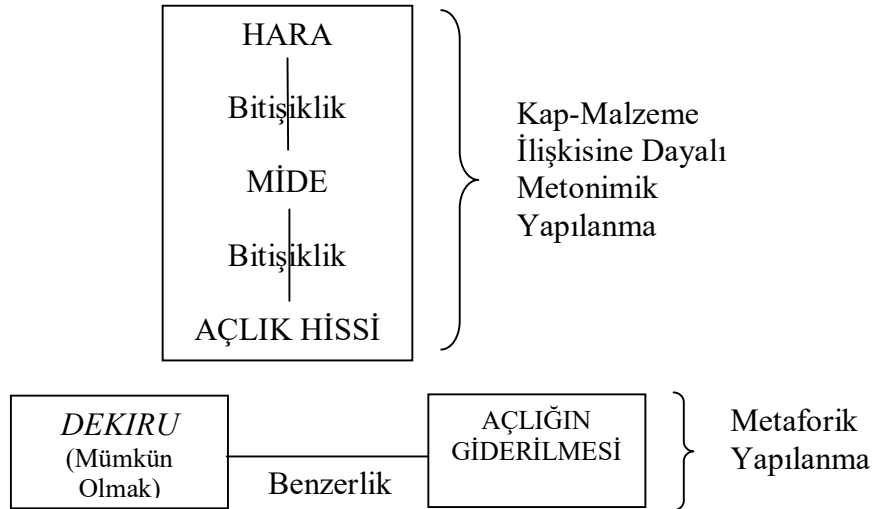 HARA
Bitişiklik
MİDE
Bitişiklik
AÇLIK HİSSİ
Kap-Malzeme
İlişkisine Dayalı
Metonimik
Yapılanma
DEKIRU
(Mümkün
Olmak)
Benzerlik
AÇLIĞIN
GİDERİLMESİ
Metaforik
Yapılanma